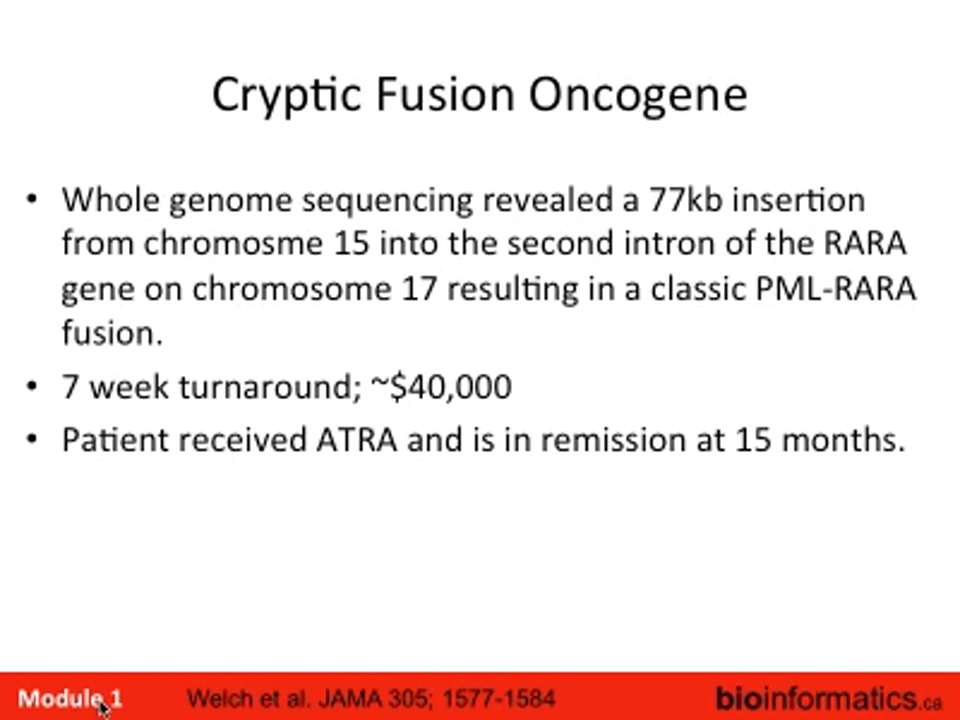 Cryptic Fusion Oncogene
• Whole genome sequencing revealed a 77kb insertion
from chromosme 15 into the second intron of the RARA
gene on chromosome 17 resulting in a classic PML-RARA
fusion.
• 7 week turnaround; ~$40,000
• Patient received ATRA and is in remission at 15 months.
Module 1 Welch et al. JAMA 305; 1577-1584 bioinformatics.ca